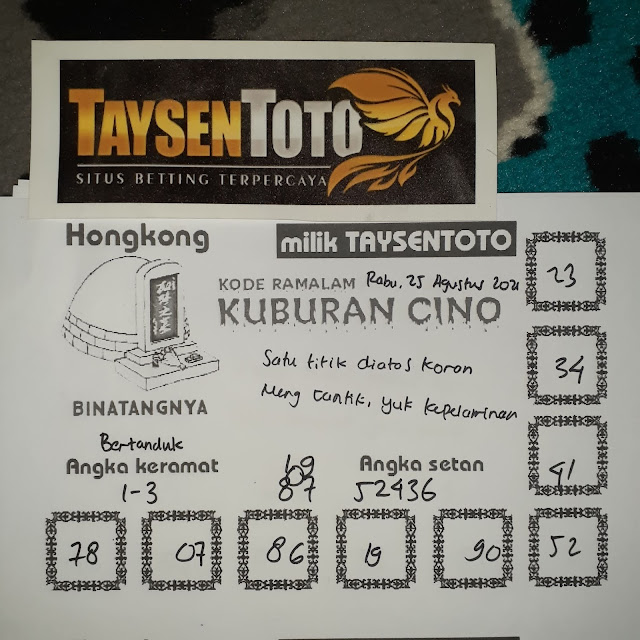 TAYSENTOTO
SITUS BETTING TERPERCAYA
Hongkong
milik TAYSENTOTO
KODE RAMALAM Rabu, 25 Agustus 2021
KUBURAN CINO
23
Satu titik diatos Koran
34
Meng Cantik, yuk kepelaminan
BINATANGNYA
Bertanduk
41
Angka keramat
1-3
69
87
Angka setan
52436
78
07
86
19
90
52